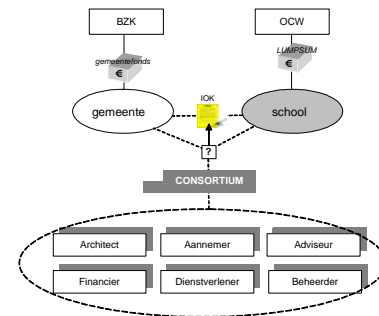 BZK
OCW
gemeentefonds
€
LUMPSUM
€
IOK
gemeente
school
?
CONSORTIUM
Architect
Aannemer
Adviseur
Financier
Dienstverlener
Beheerder